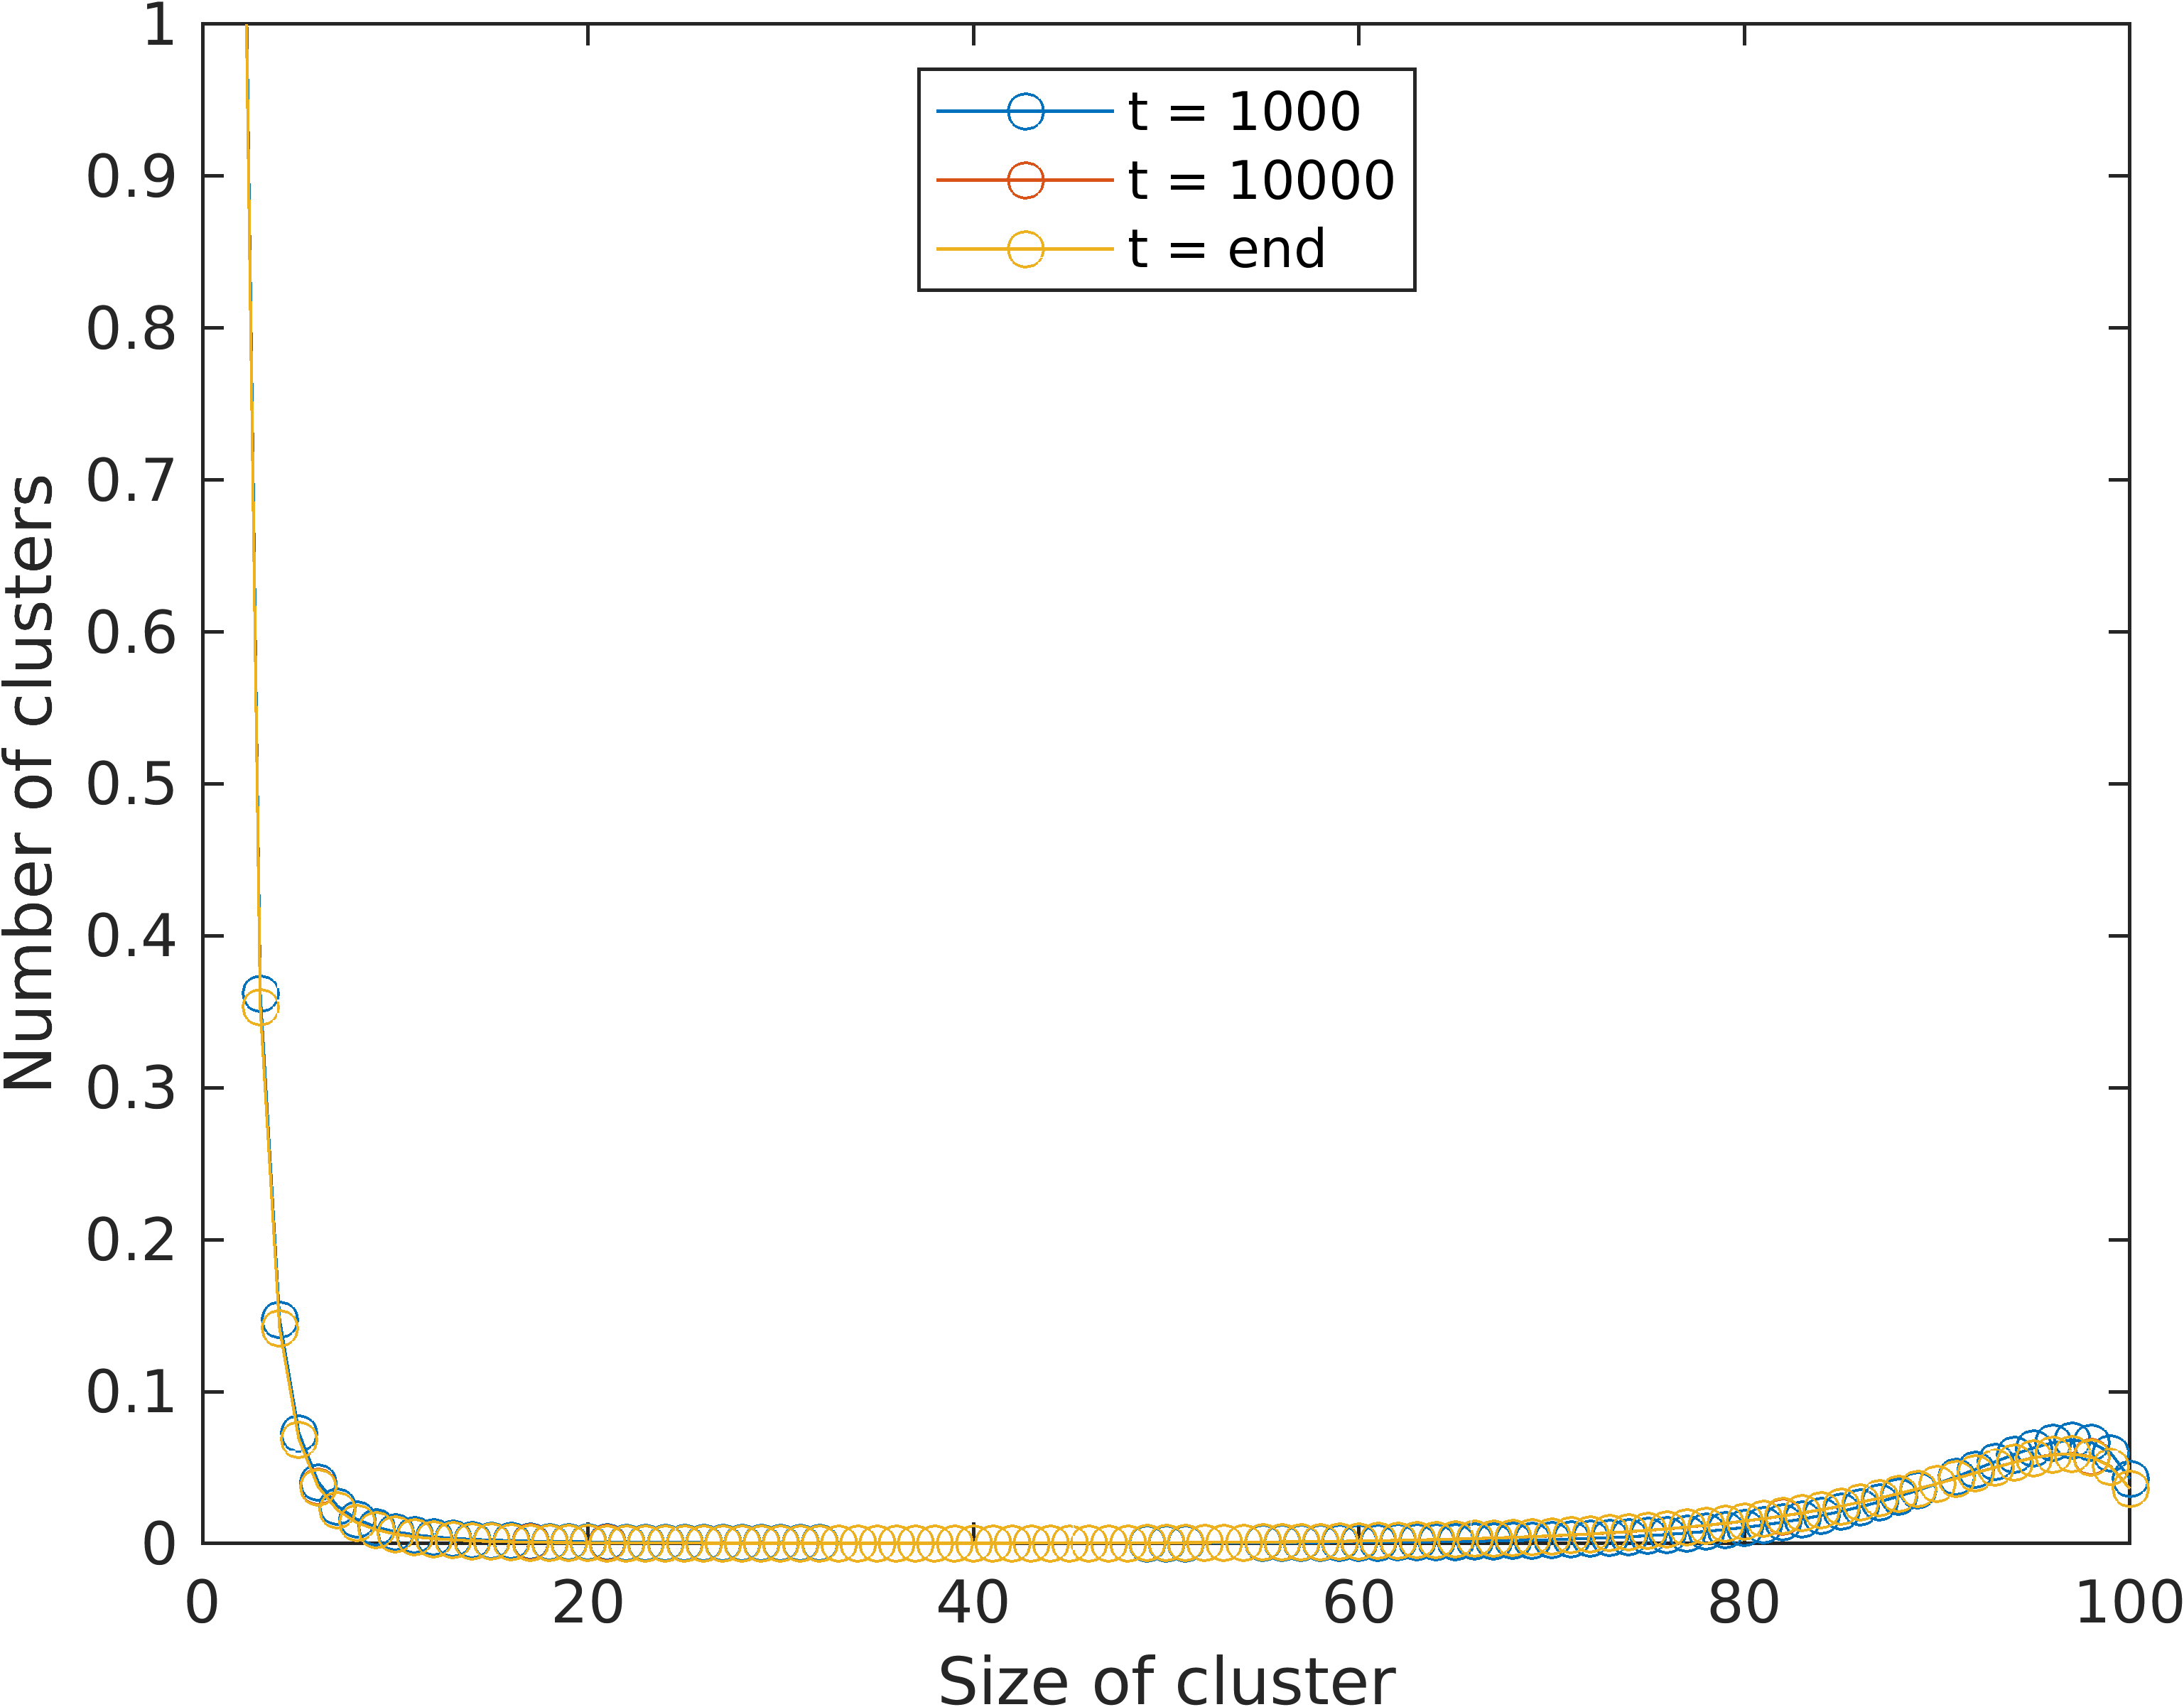 1
0.9
0.8
0.7
0.6
0.5
0.4
0.3
0.2
0.1
0
Number of clusters
t = 1000
t = 10000
t = end
0 20 40 60 80 100
Size of cluster